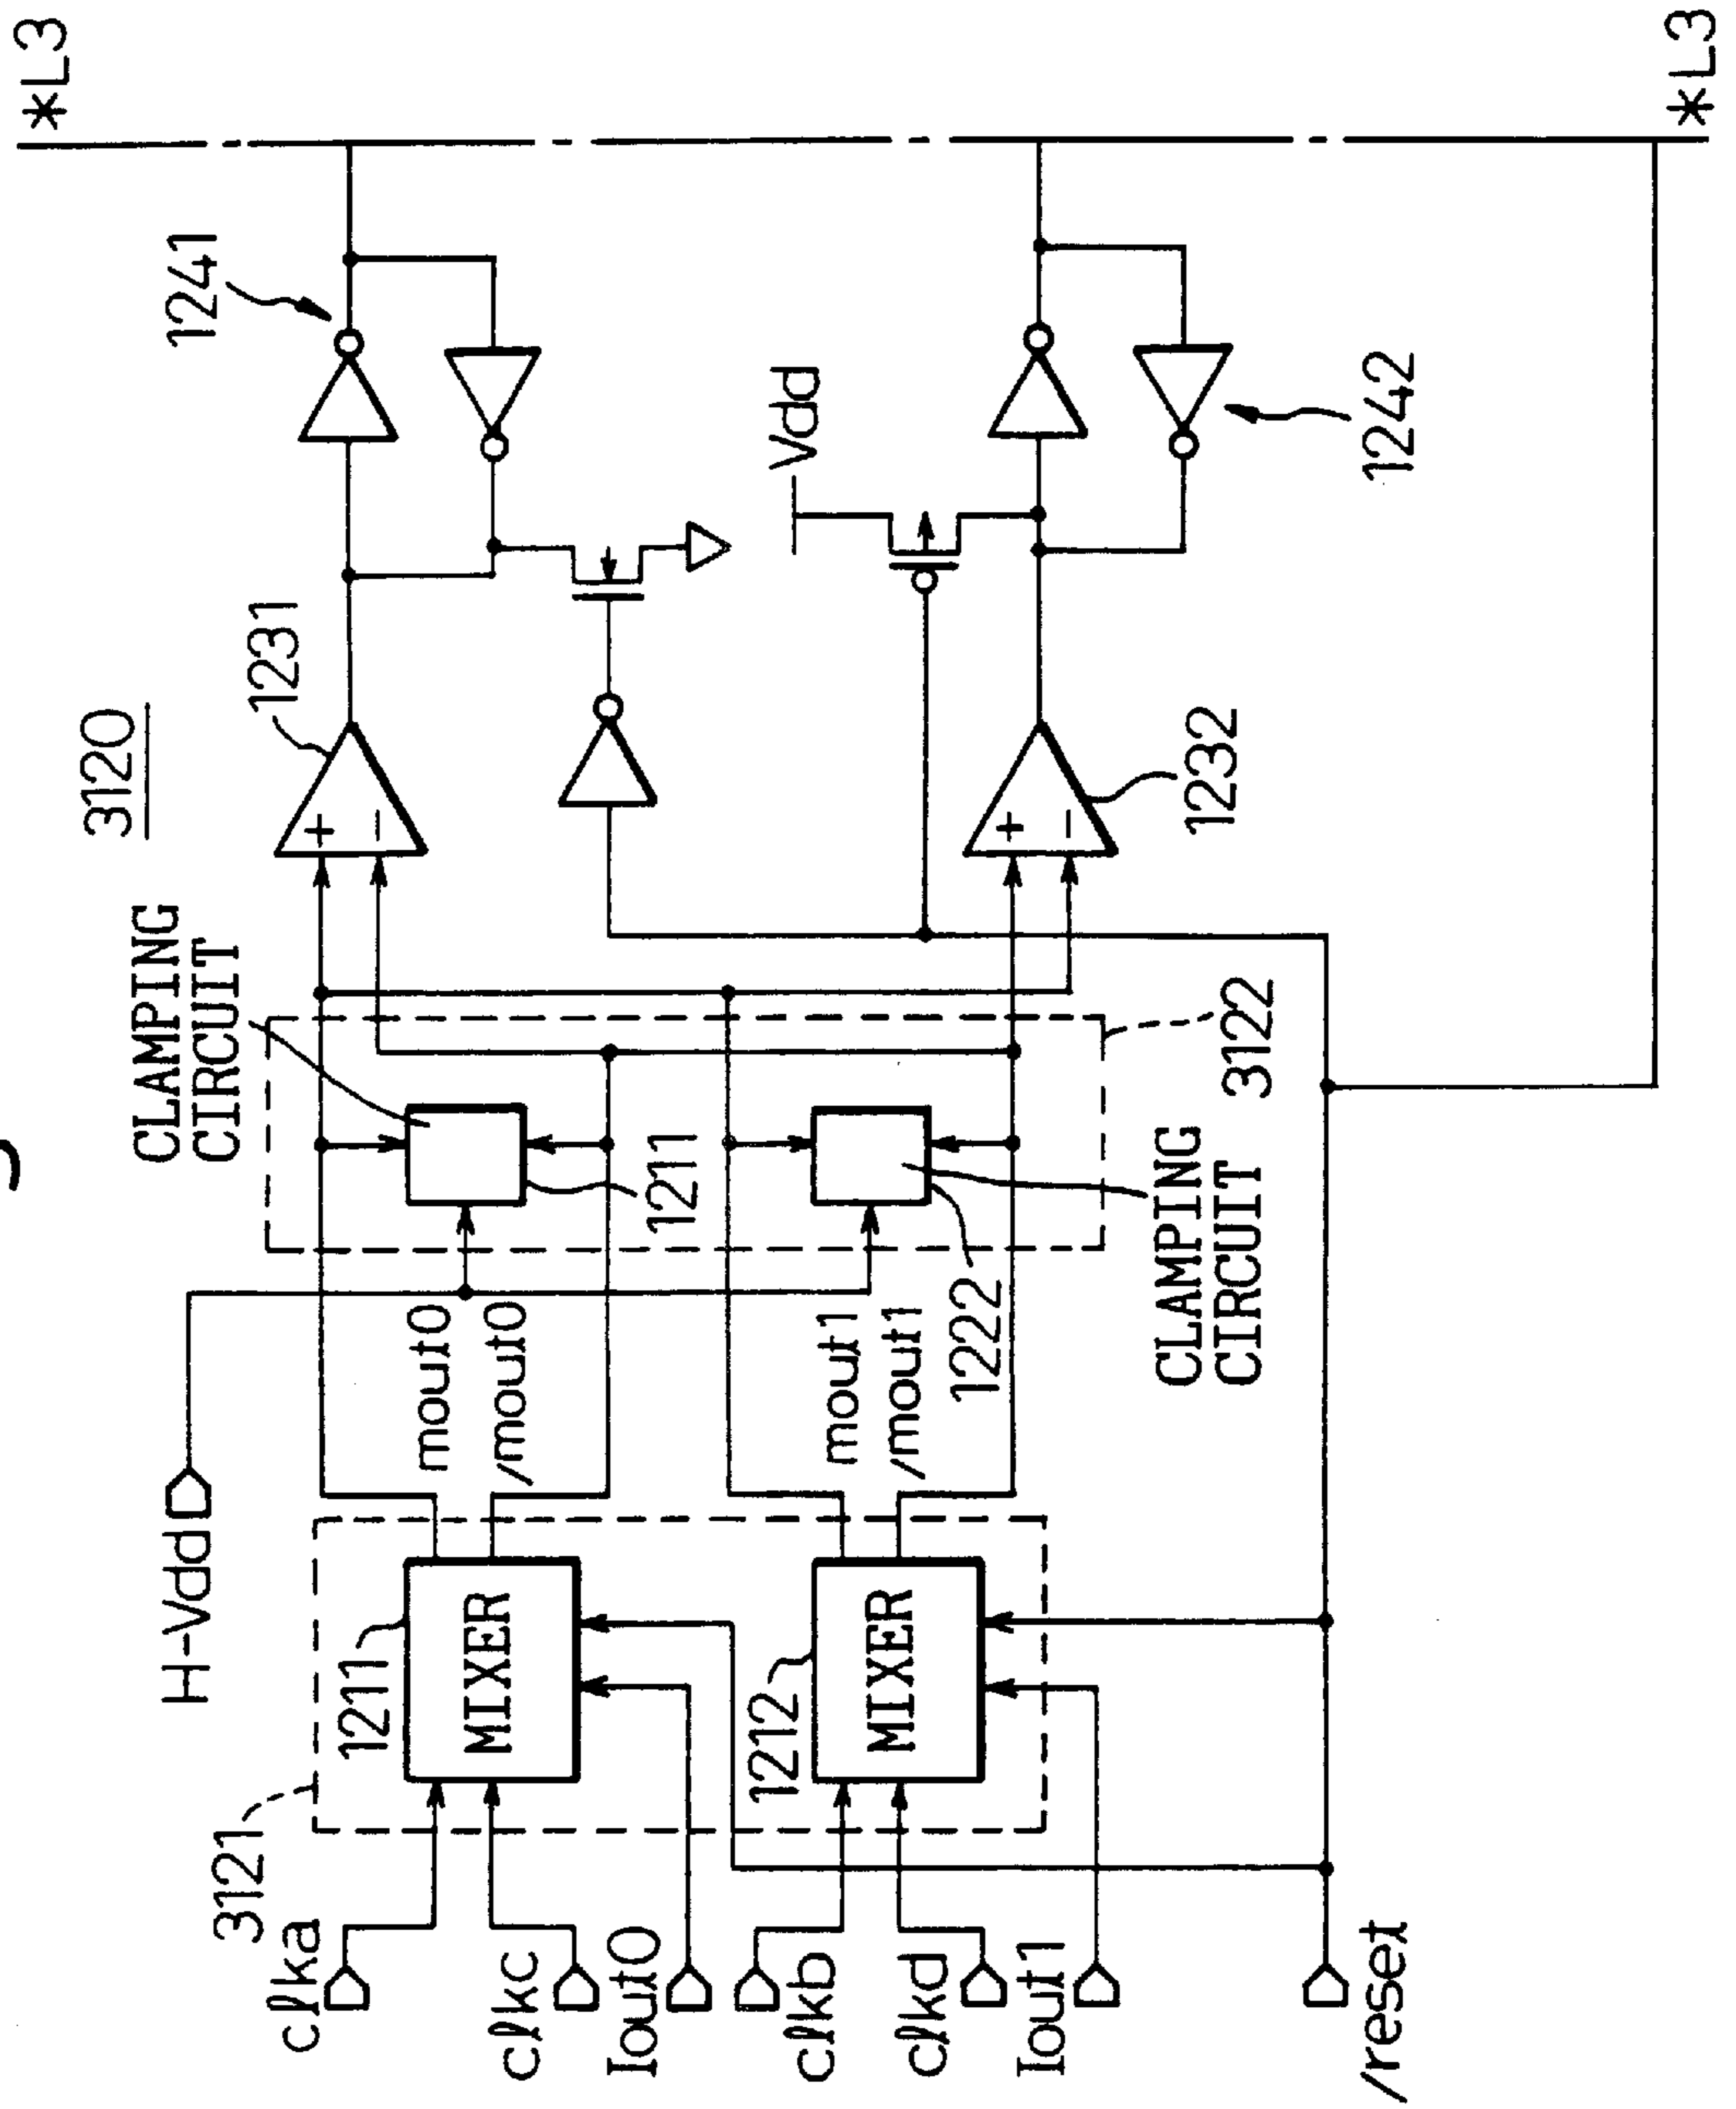 3120
*L3
*L3
H-Vdd
CLAMPING
CIRCUIT
1231
1241
3121
1211
MIXER
mout0
/mout0
1211
clka
clkc
Iout0
Vdd
1212
MIXER
mout1
/mout1
1222
CLAMPING
CIRCUIT
3122
1232
1242
clkb
clkd
Iout1
/reset
+
−
+
−